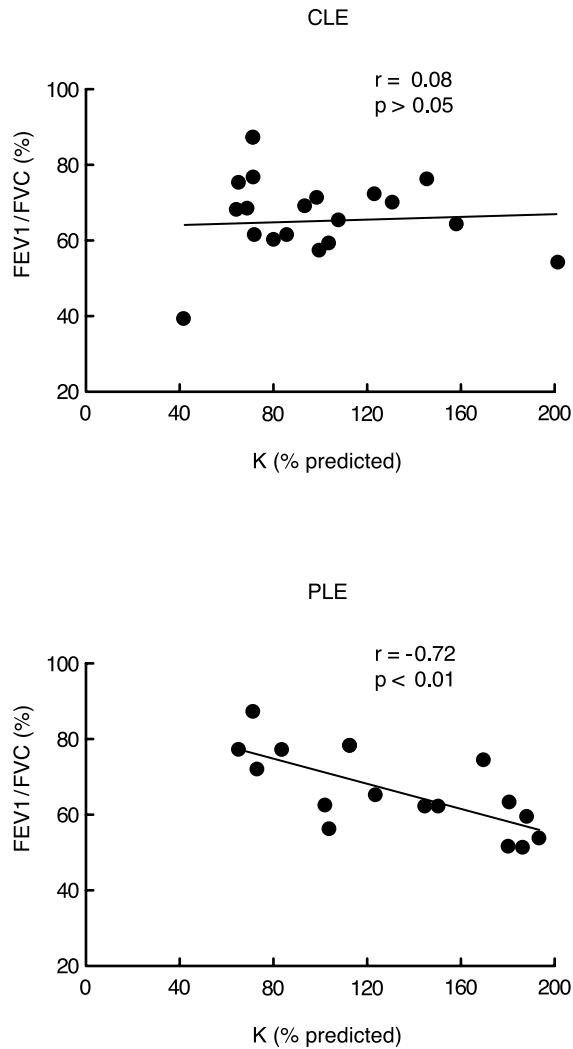 CLE
r = 0.08
p > 0.05
FEV1/FVC (%)
100
80
60
40
20
0 40 80 120 160 200
K (% predicted)
PLE
r = -0.72
p < 0.01
FEV1/FVC (%)
100
80
60
40
20
0 40 80 120 160 200
K (% predicted)